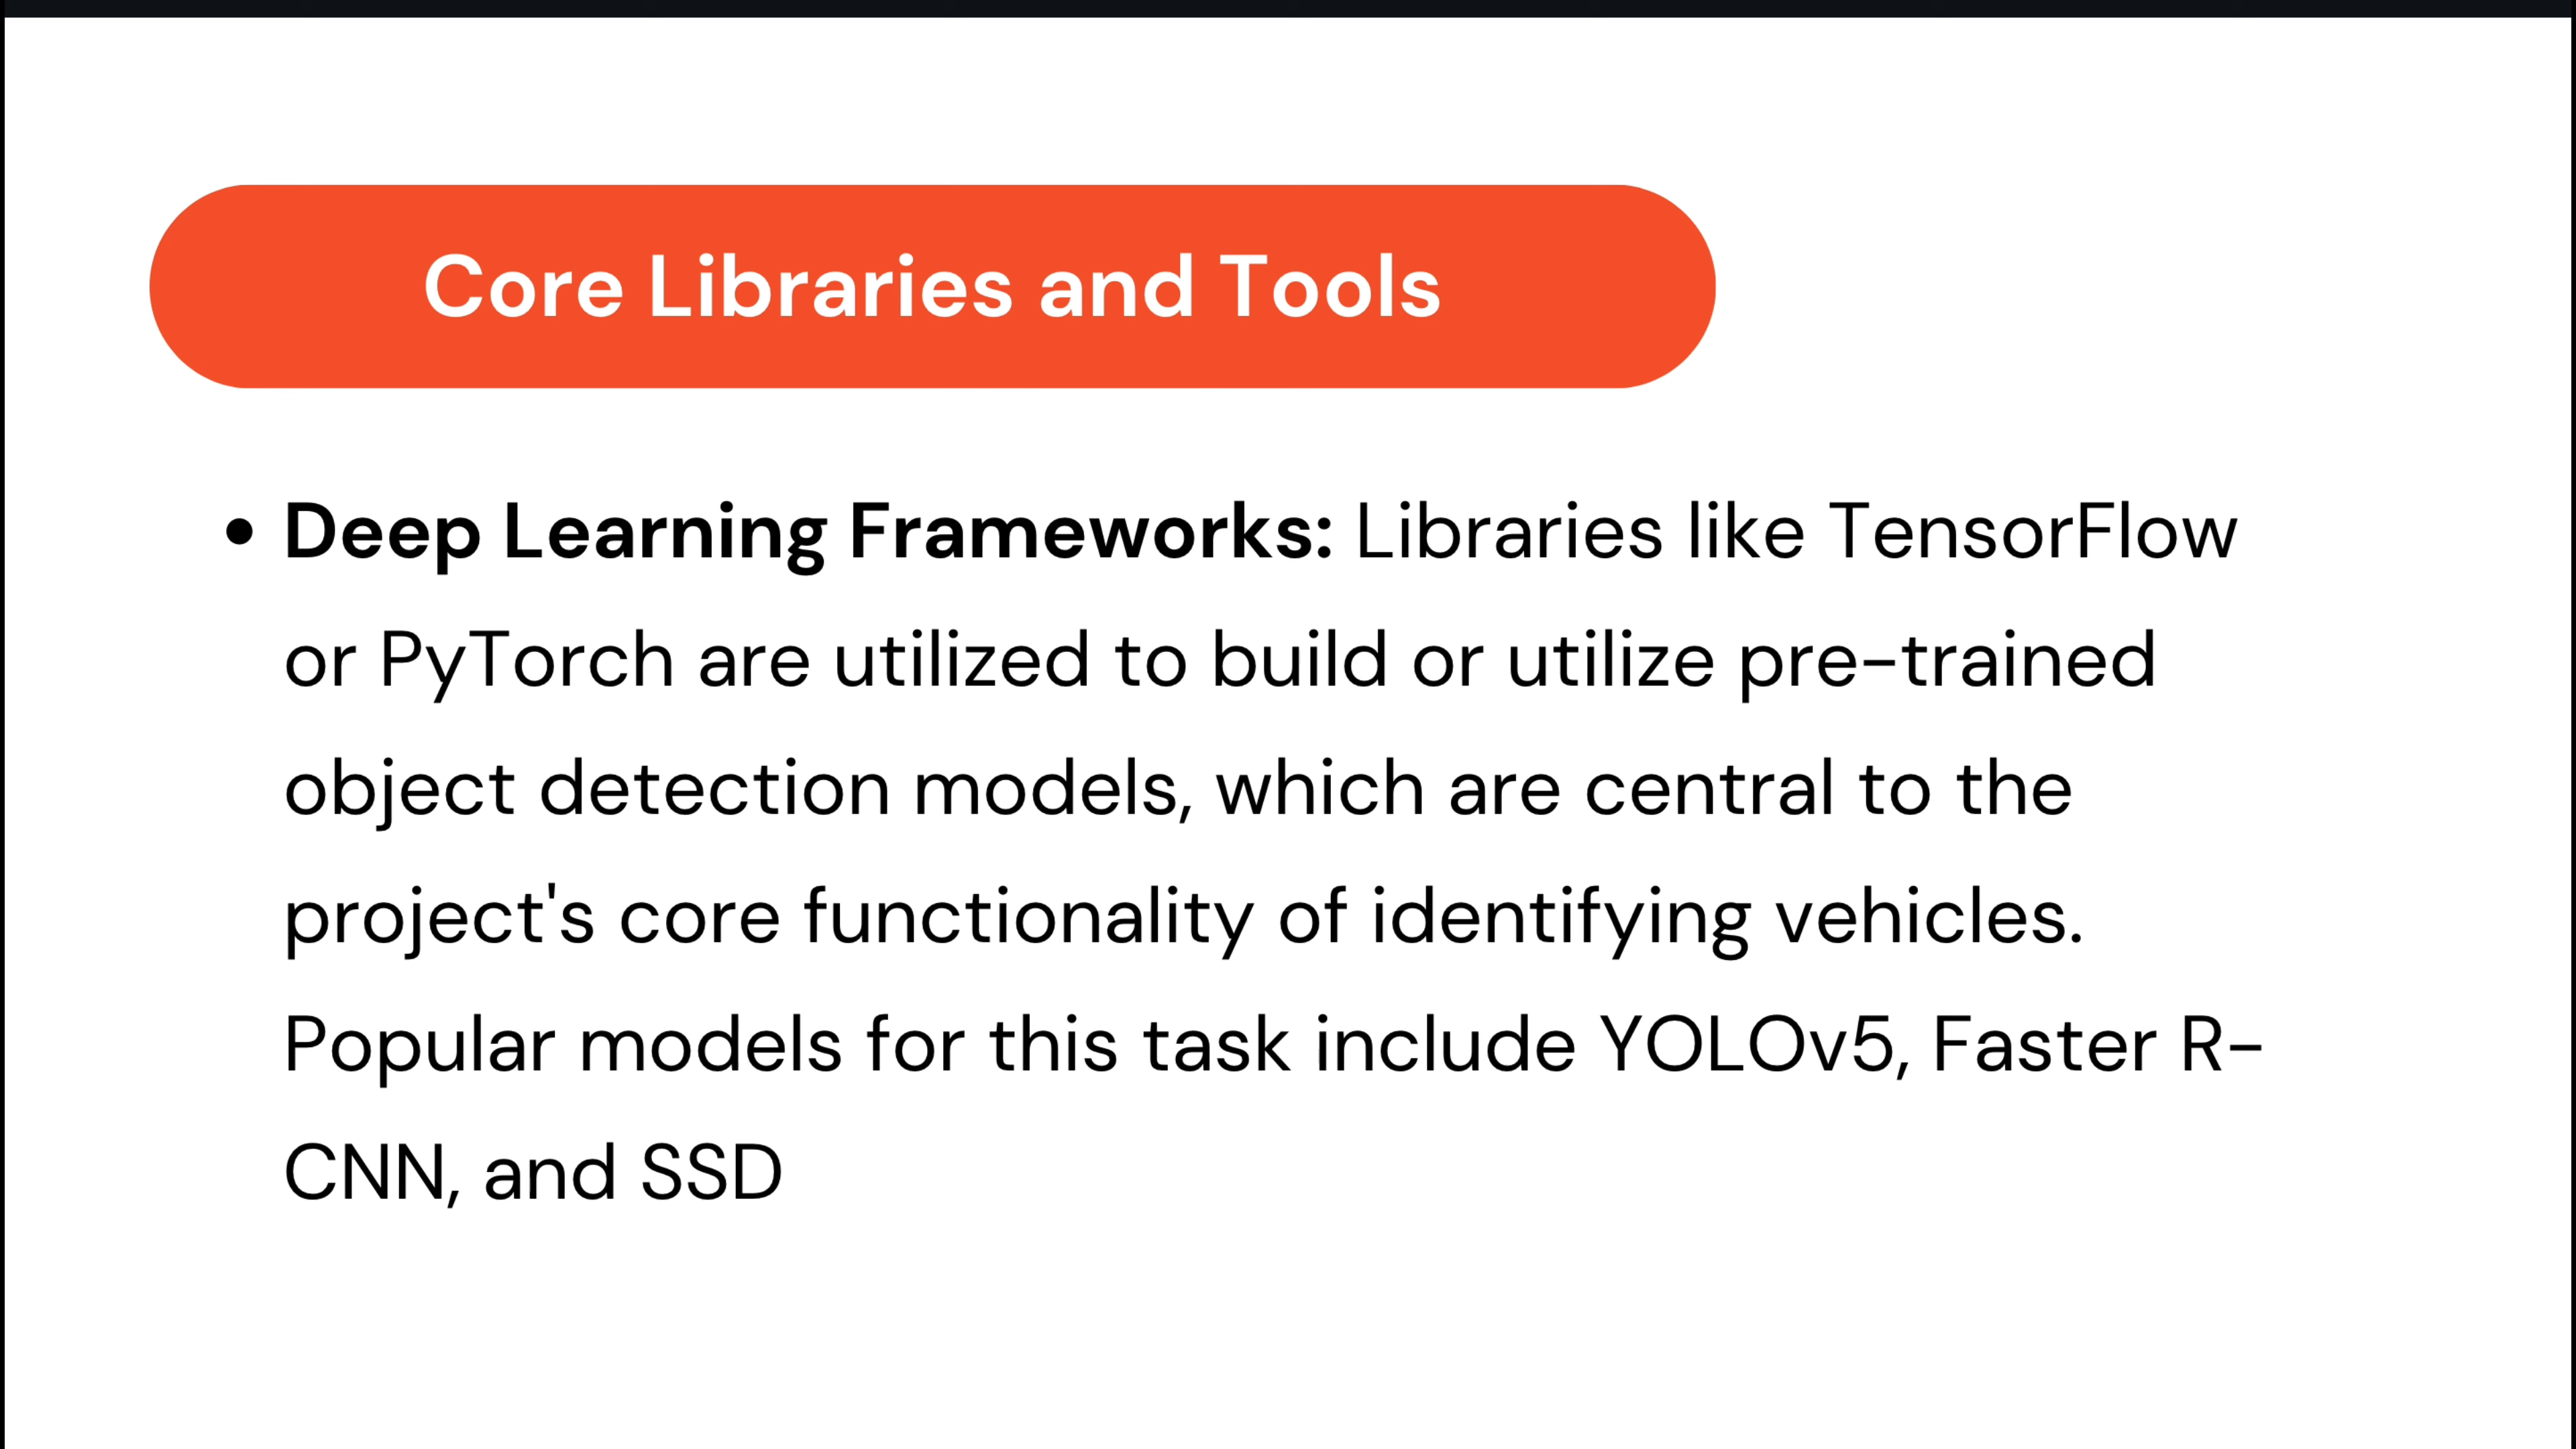 Core Libraries and Tools
• Deep Learning Frameworks: Libraries like TensorFlow
or PyTorch are utilized to build or utilize pre-trained
object detection models, which are central to the
project's core functionality of identifying vehicles.
Popular models for this task include YOLOv5, Faster R-
CNN, and SSD